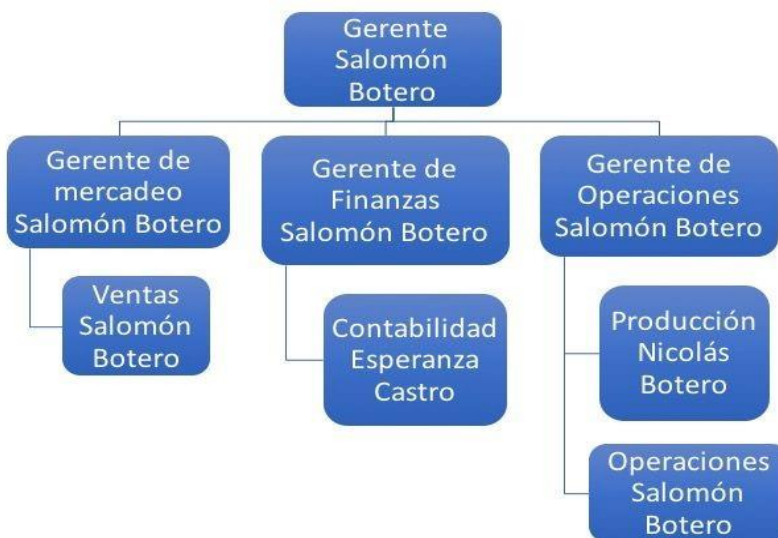 Gerente
Salomón
Botero
Gerente de
mercadeo
Salomón Botero
Gerente de
Finanzas
Salomón Botero
Gerente de
Operaciones
Salomón Botero
Ventas
Salomón
Botero
Contabilidad
Esperanza
Castro
Producción
Nicolás
Botero
Operaciones
Salomón
Botero